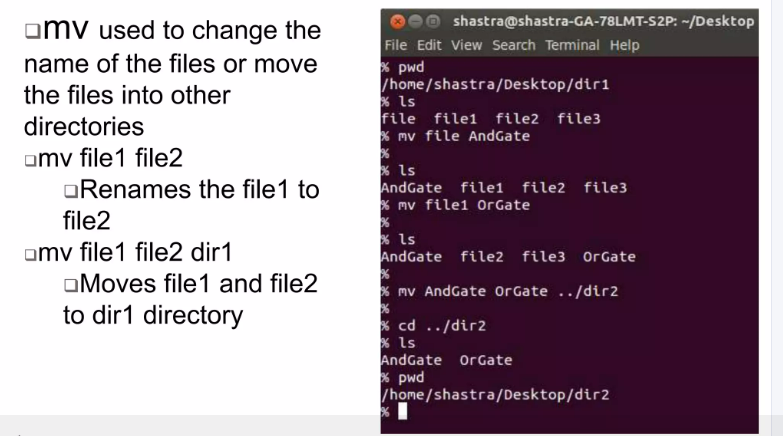 mv used to change the
name of the files or move
the files into other
directories
mv file1 file2
Renames the file1 to
file2
mv file1 file2 dir1
Moves file1 and file2
to dir1 directory
shastra@shastra-GA-78LMT-S2P: ~/Desktop
File Edit View Search Terminal Help
% pwd
/home/shastra/Desktop/dir1
% ls
file file1 file2 file3
% mv file AndGate
%
% ls
AndGate file1 file2 file3
% mv file1 OrGate
%
% ls
AndGate file2 file3 OrGate
%
% mv AndGate OrGate ../dir2
%
% cd ../dir2
% ls
AndGate OrGate
% pwd
/home/shastra/Desktop/dir2
%